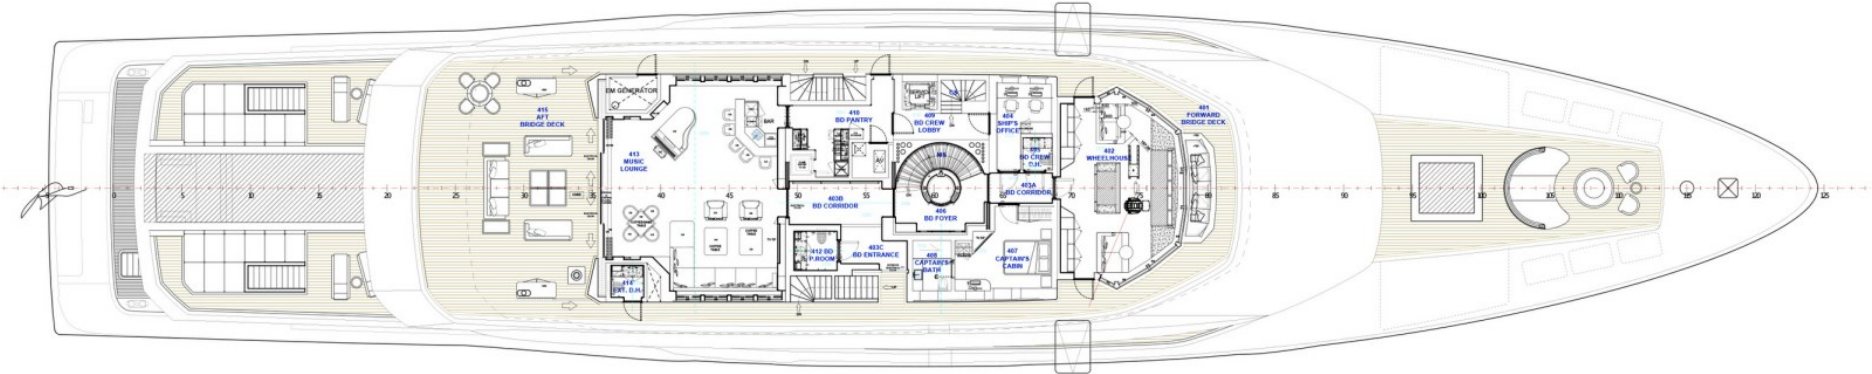 415
AFT
BRIDGE DECK
EM GENERATOR
413
MUSIC
LOUNGE
BAR
410
BD PANTRY
SERVICE
LIFT
409
BD CREW
LOBBY
404
SHIP'S
OFFICE
BD CREW
D.H.
401
FORWARD
BRIDGE DECK
402
WHEELHOUSE
403A
BD CORRIDOR
403B
BD CORRIDOR
406
BD FOYER
403C
BD ENTRANCE
412 BD
P.ROOM
408
CAPTAIN'S
BATH
407
CAPTAIN'S
CABIN
414
EXT. D.H.
0 5 10 15 20 25 30 35 40 45 50 55 60 65 70 75 80 85 90 95 100 105 110 115 120 125